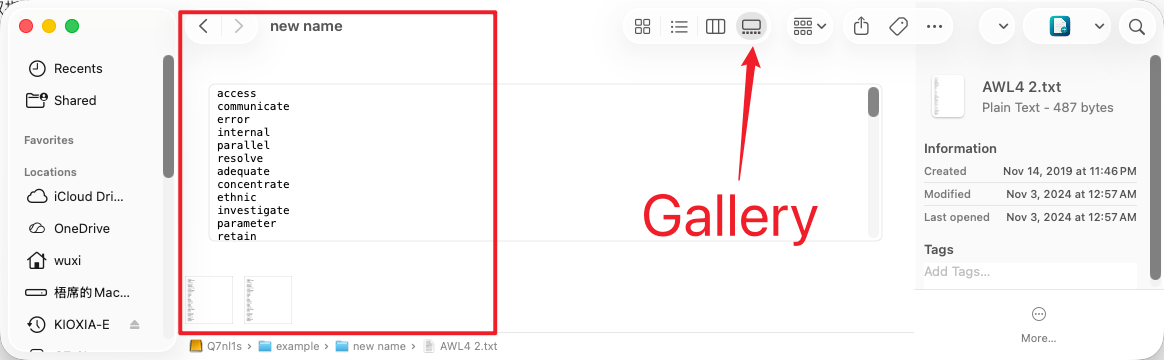 new name
Recents
Shared
Favorites
Locations
iCloud Dri...
OneDrive
wuxi
梧席的 Mac...
KIOXIA-E
access
communicate
error
internal
parallel
resolve
adequate
concentrate
ethnic
investigate
parameter
retain
Gallery
AWL4 2.txt
Plain Text - 487 bytes
Information
Created Nov 14, 2019 at 11:46 PM
Modified Nov 3, 2024 at 12:57 AM
Last opened Nov 3, 2024 at 12:57 AM
Tags
Add Tags...
More...
Q7nl1s › example › new name › AWL4 2.txt